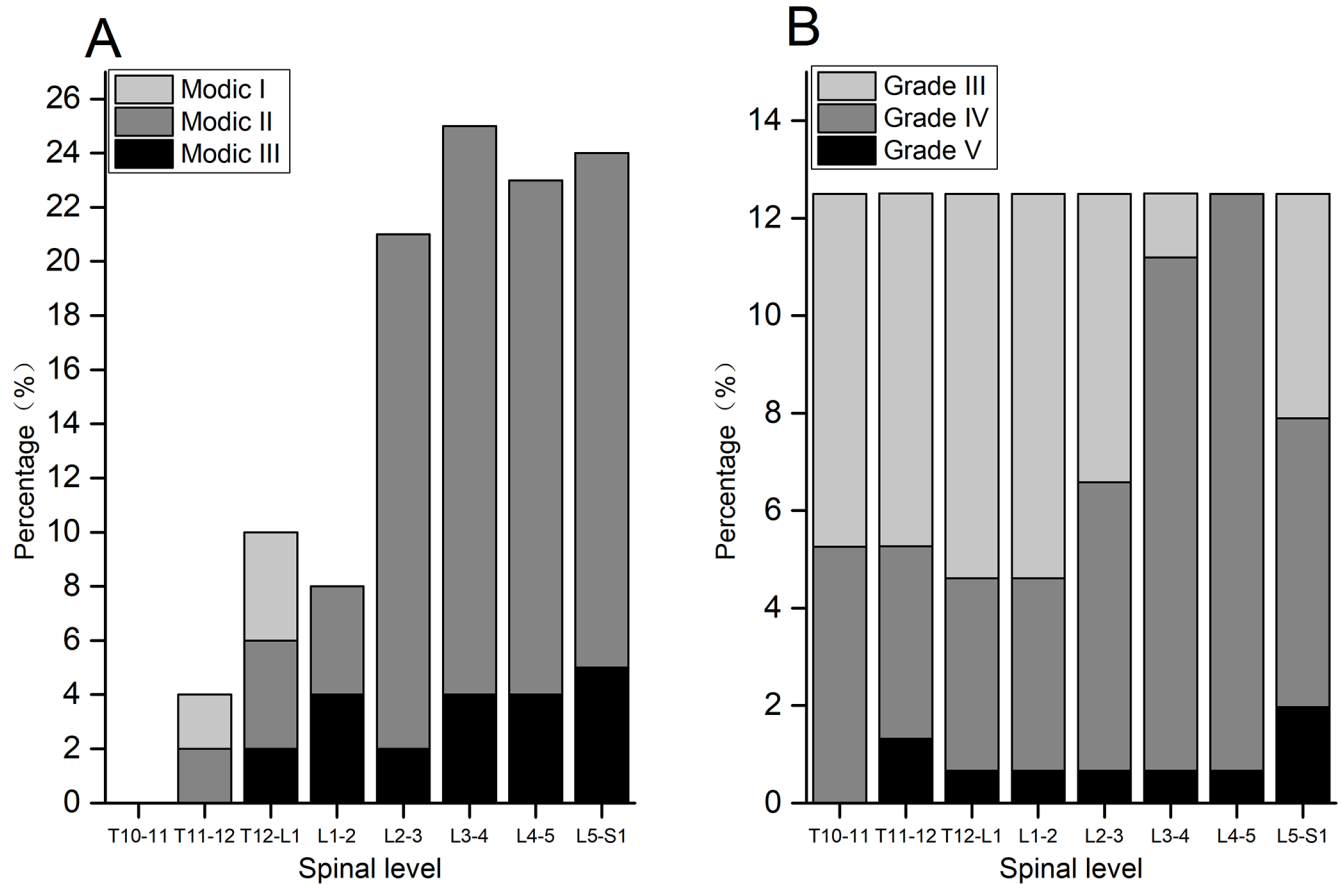 A
Modic I
Modic II
Modic III
26
24
22
20
18
16
14
12
10
8
6
4
2
0
Percentage（%）
T10-11 T11-12 T12-L1 L1-2 L2-3 L3-4 L4-5 L5-S1
Spinal level
B
Grade III
Grade IV
Grade V
14
12
10
8
6
4
2
0
Percentage（%）
T10-11 T11-12 T12-L1 L1-2 L2-3 L3-4 L4-5 L5-S1
Spinal level